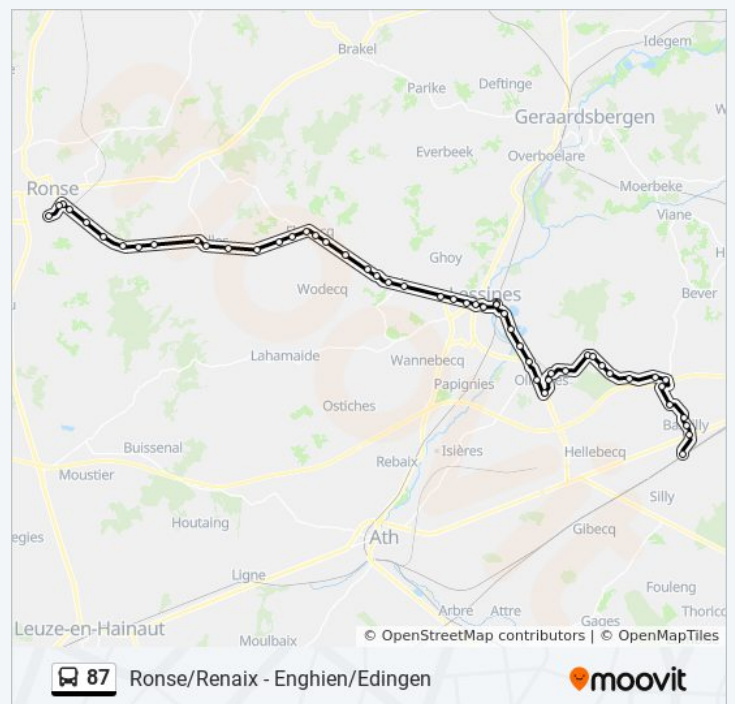 Idegem
Brakel
Parike
Deftinge
Geraardsbergen
Everbeek
Overboelare
Ronse
Moerbeke
Viane
Ghoy
Wodecq
Lessines
Bever
Lahamaide
Wannebecq
Papignies
Ostiches
Buissenal
Rebaix
Isières
Hellebecq
Moustier
Silly
Houtaing
Gibecq
Ath
Ligne
Fouleng
Arbre
Attre
Gages
Leuze-en-Hainaut
Moulbaix
© OpenStreetMap contributors | © OpenMapTiles
87 Ronse/Renaix - Enghien/Edingen
moovit